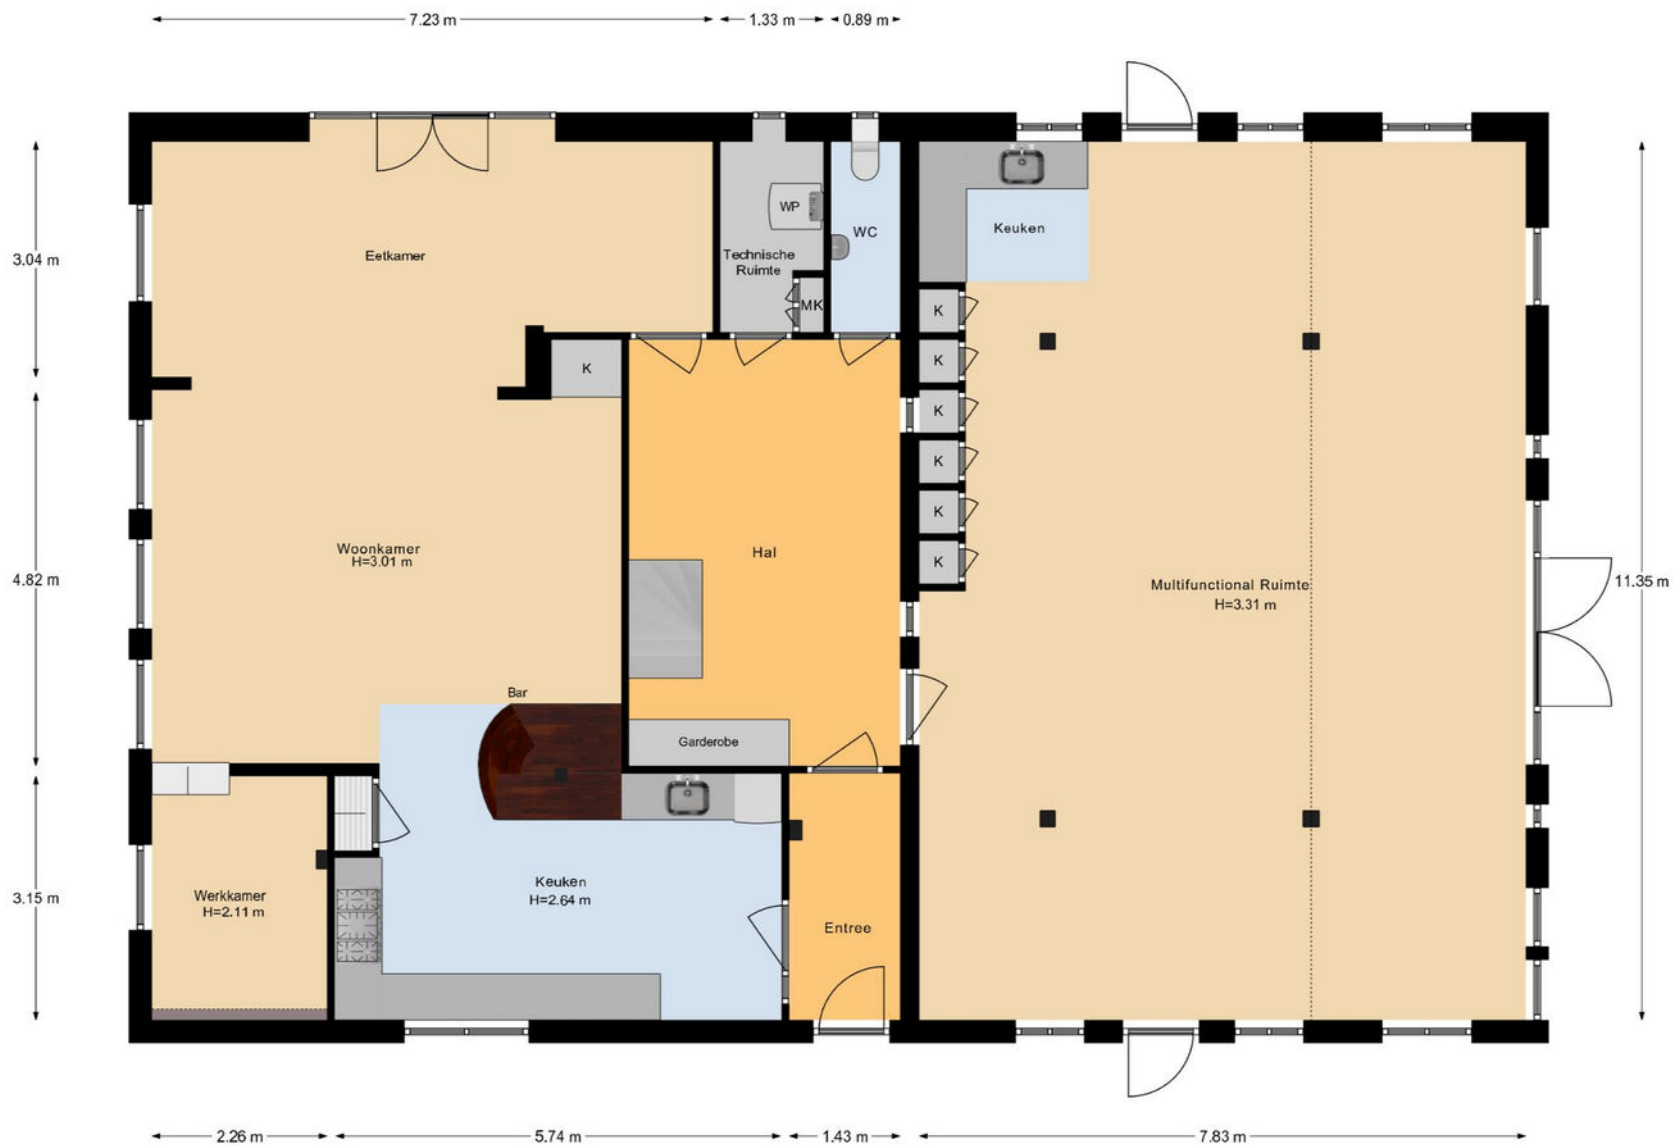 7.23 m
1.33 m
0.89 m
3.04 m
Eetkamer
WP
Technische
Ruimte
MK
WC
Keuken
K
K
K
K
K
K
K
4.82 m
Woonkamer
H=3.01 m
Hal
Multifunctional Ruimte
H=3.31 m
11.35 m
Bar
Garderobe
3.15 m
Werkkamer
H=2.11 m
Keuken
H=2.64 m
Entree
2.26 m
5.74 m
1.43 m
7.83 m